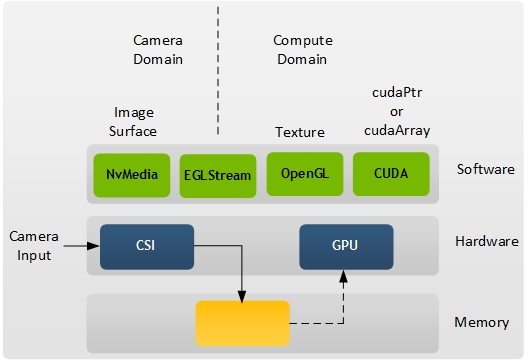 Camera
Domain
Compute
Domain
Image
Surface
Texture
cudaPtr
or
cudaArray
NvMedia
EGLStream
OpenGL
CUDA
Software
Camera
Input
CSI
GPU
Hardware
Memory